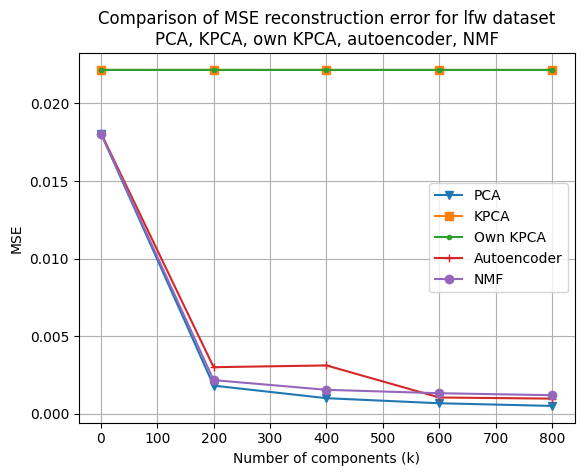 Comparison of MSE reconstruction error for lfw dataset
PCA, KPCA, own KPCA, autoencoder, NMF
0.020
0.015
0.010
0.005
0.000
MSE
PCA
KPCA
Own KPCA
Autoencoder
NMF
0 100 200 300 400 500 600 700 800
Number of components (k)